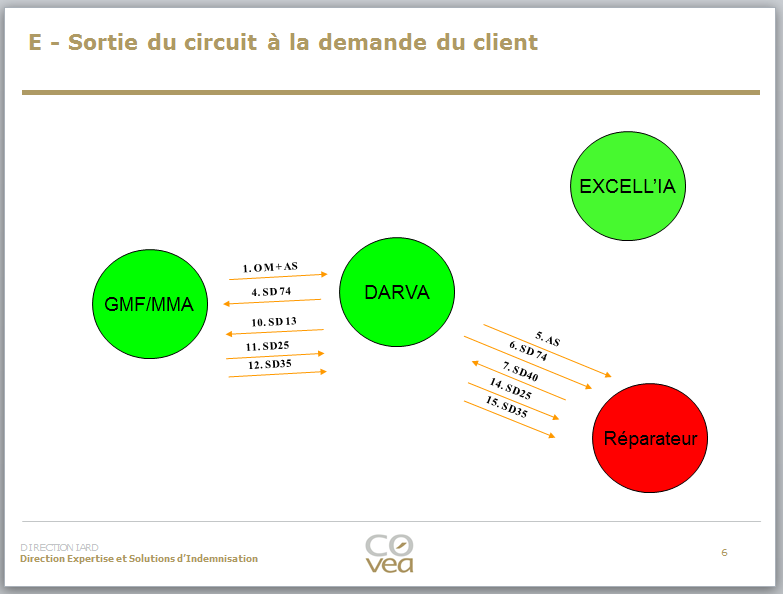 E - Sortie du circuit à la demande du client
EXCELL’IA
GMF/MMA
1. OM+AS
4. SD 74
10. SD 13
11. SD25
12. SD35
DARVA
5. AS
6. SD 74
7. SD40
14. SD25
15. SD35
Réparateur
DIRECTION IARD
Direction Expertise et Solutions d’Indemnisation
COvea
6